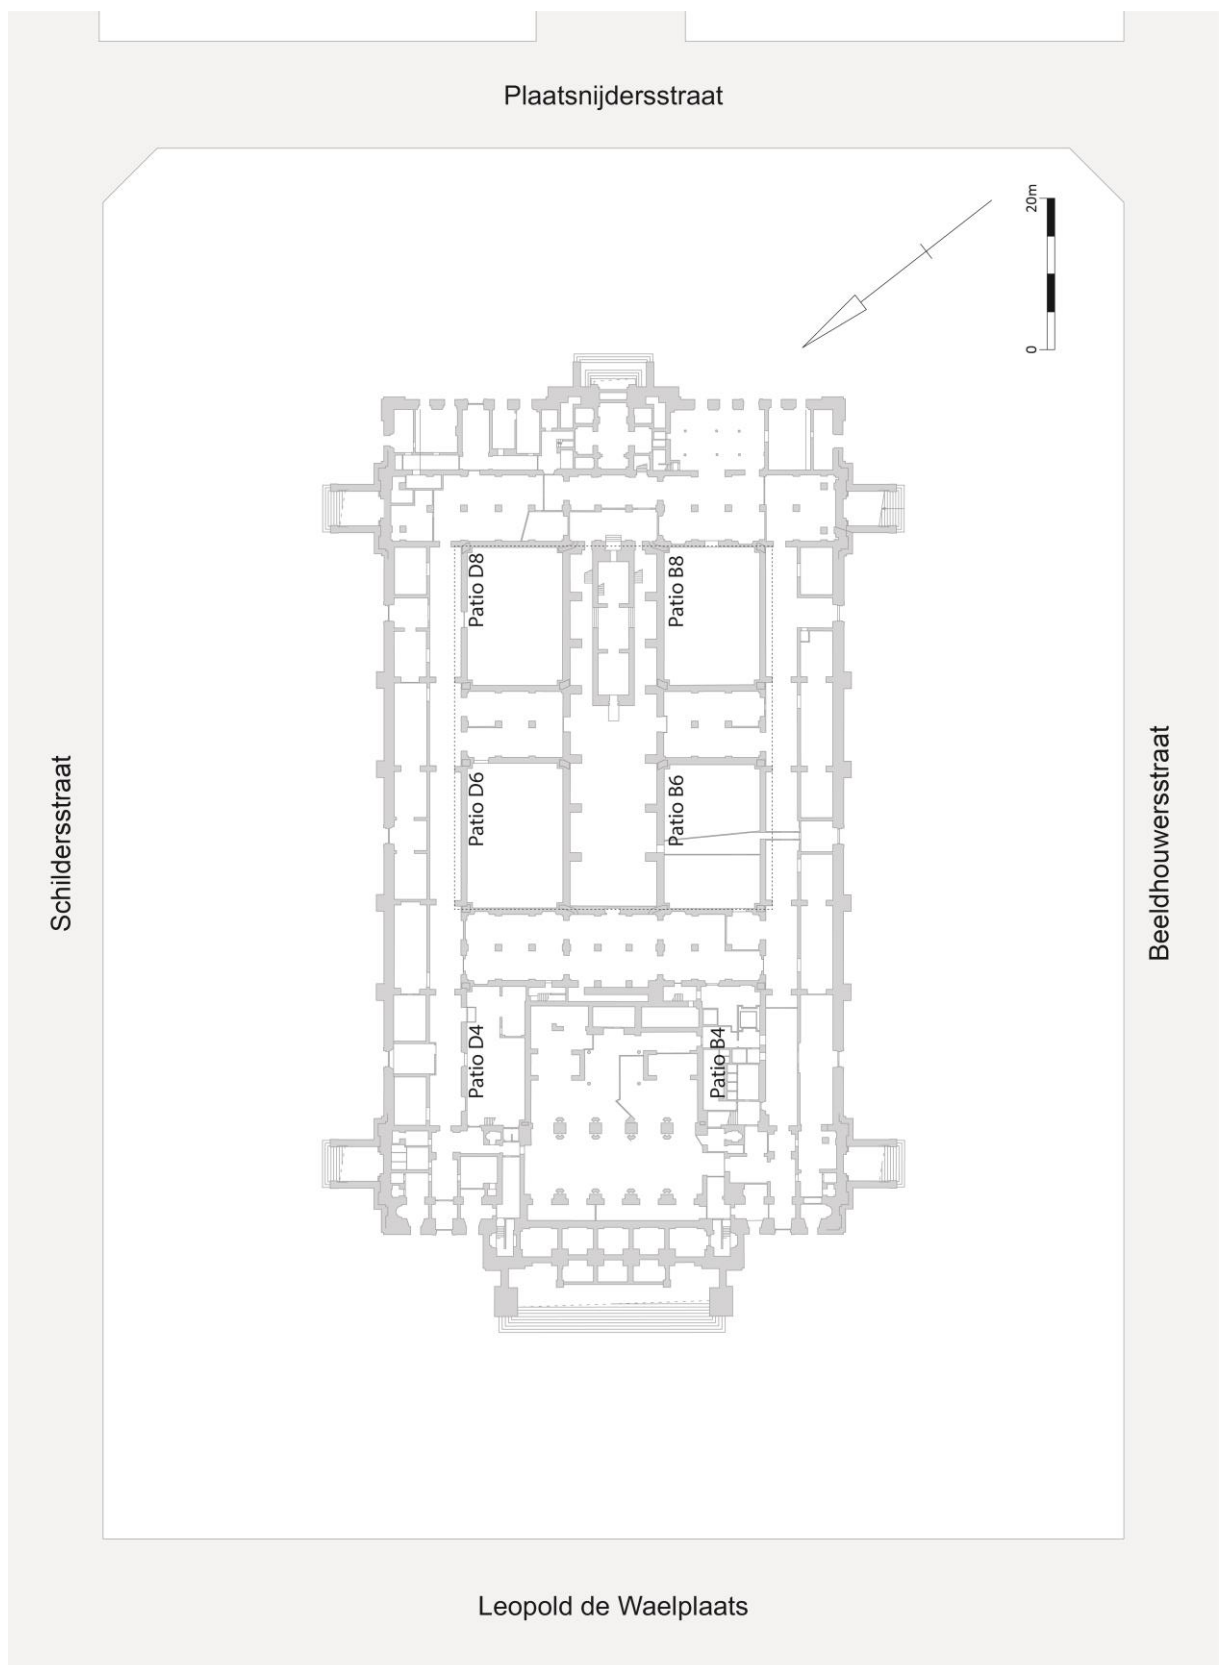 Plaatsnijdersstraat
20m
0
Patio D8
Patio B8
Patio D6
Patio B6
Schildersstraat
Beeldhouwersstraat
Patio D4
Patio B4
Leopold de Waelplaats